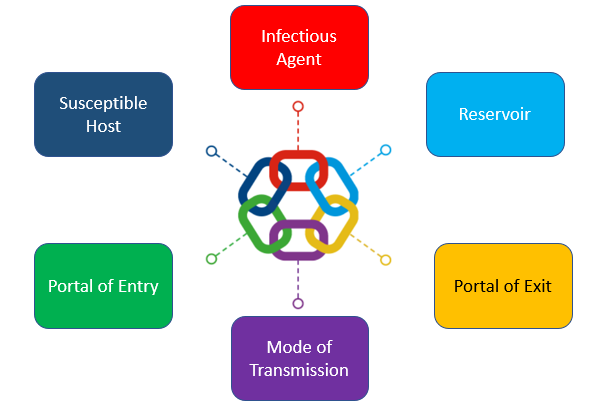 Infectious
Agent
Susceptible
Host
Reservoir
Portal of Entry
Portal of Exit
Mode of
Transmission